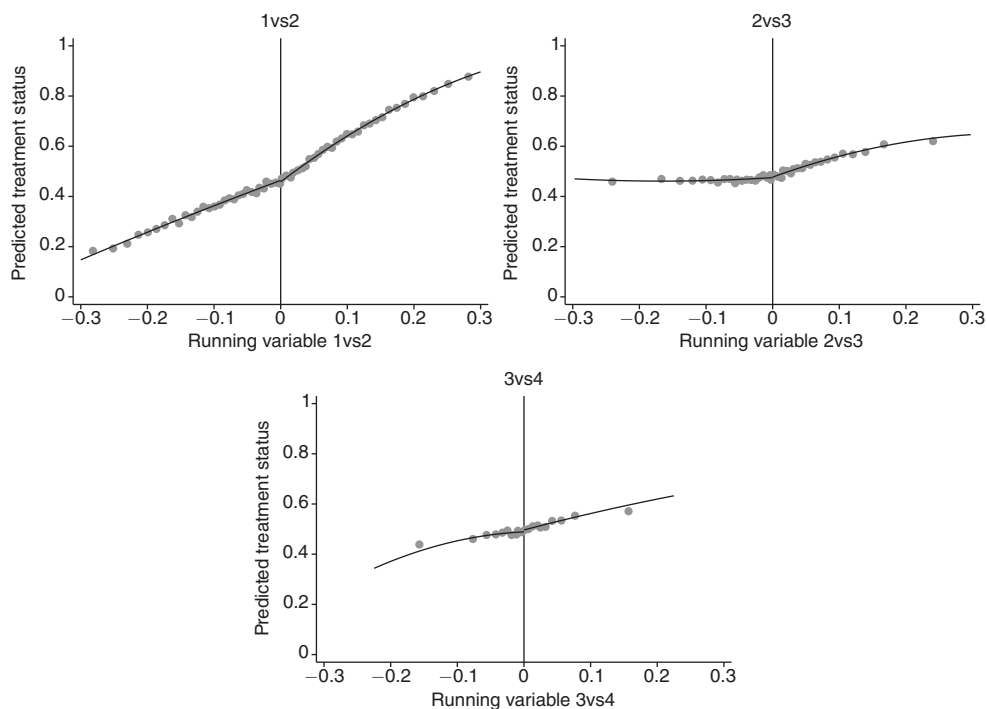 1vs2
1
0.8
0.6
0.4
0.2
0
Predicted treatment status
−0.3 −0.2 −0.1 0 0.1 0.2 0.3
Running variable 1vs2
2vs3
1
0.8
0.6
0.4
0.2
0
Predicted treatment status
−0.3 −0.2 −0.1 0 0.1 0.2 0.3
Running variable 2vs3
3vs4
1
0.8
0.6
0.4
0.2
0
Predicted treatment status
−0.3 −0.2 −0.1 0 0.1 0.2 0.3
Running variable 3vs4